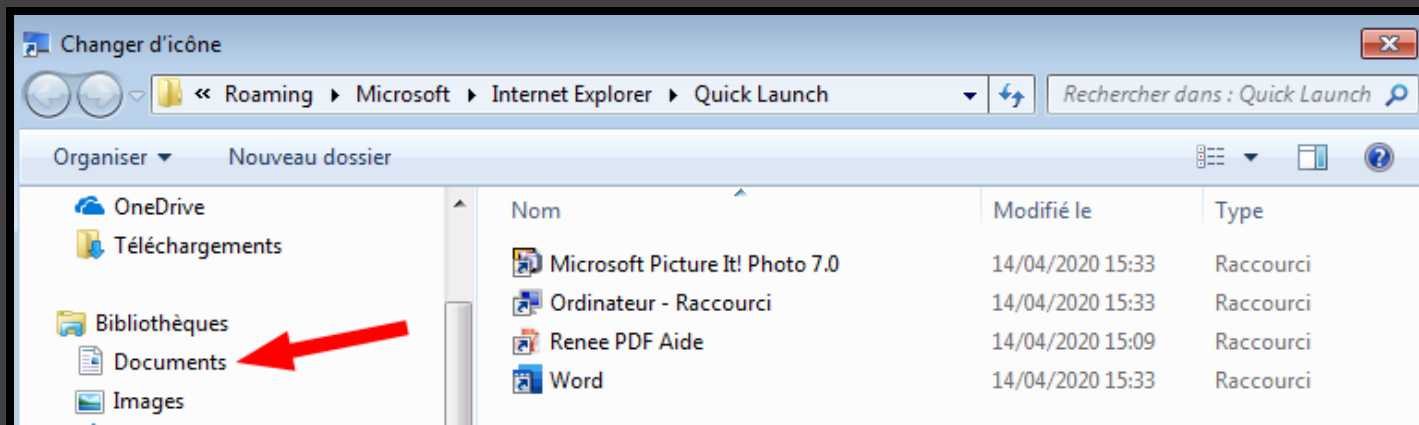 Changer d'icône
« Roaming Microsoft Internet Explorer Quick Launch
Rechercher dans : Quick Launch
Organiser Nouveau dossier
OneDrive
Téléchargements
Bibliothèques
Documents
Images
Nom Modifié le Type
Microsoft Picture It! Photo 7.0 14/04/2020 15:33 Raccourci
Ordinateur - Raccourci 14/04/2020 15:33 Raccourci
Renee PDF Aide 14/04/2020 15:09 Raccourci
Word 14/04/2020 15:33 Raccourci